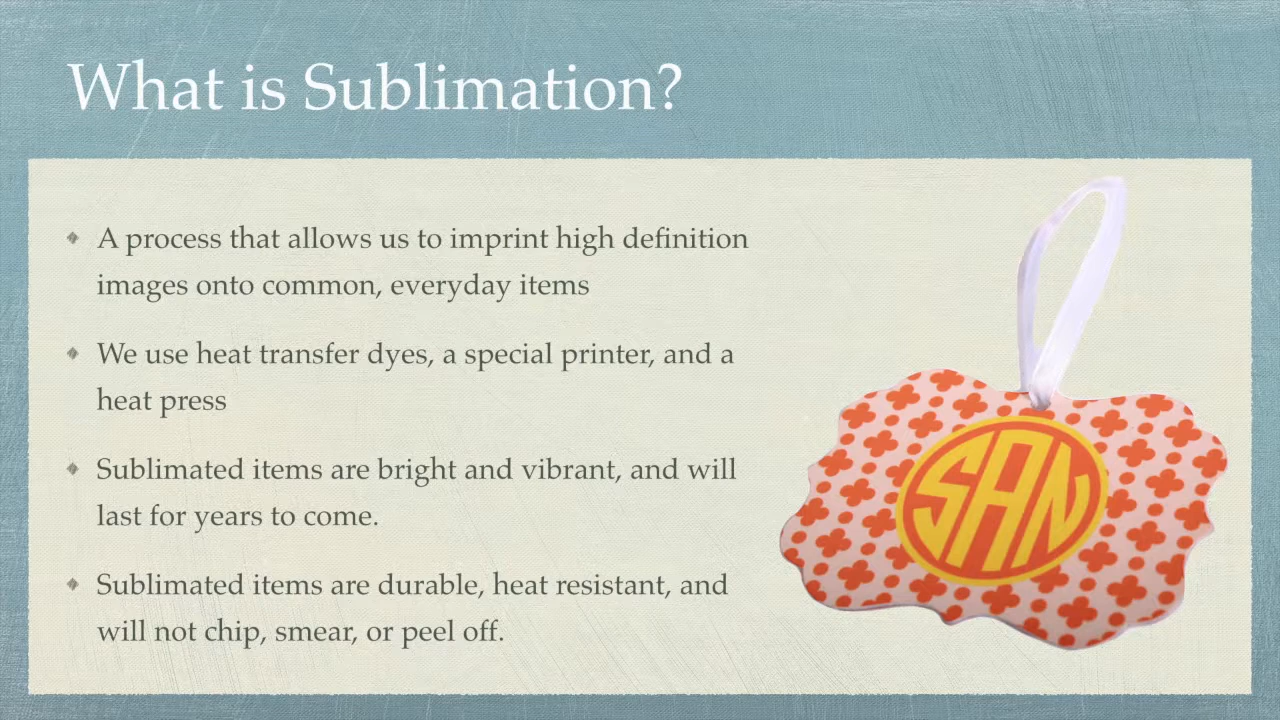 What is Sublimation?
A process that allows us to imprint high definition
images onto common, everyday items
We use heat transfer dyes, a special printer, and a
heat press
Sublimated items are bright and vibrant, and will
last for years to come.
Sublimated items are durable, heat resistant, and
will not chip, smear, or peel off.
SAN